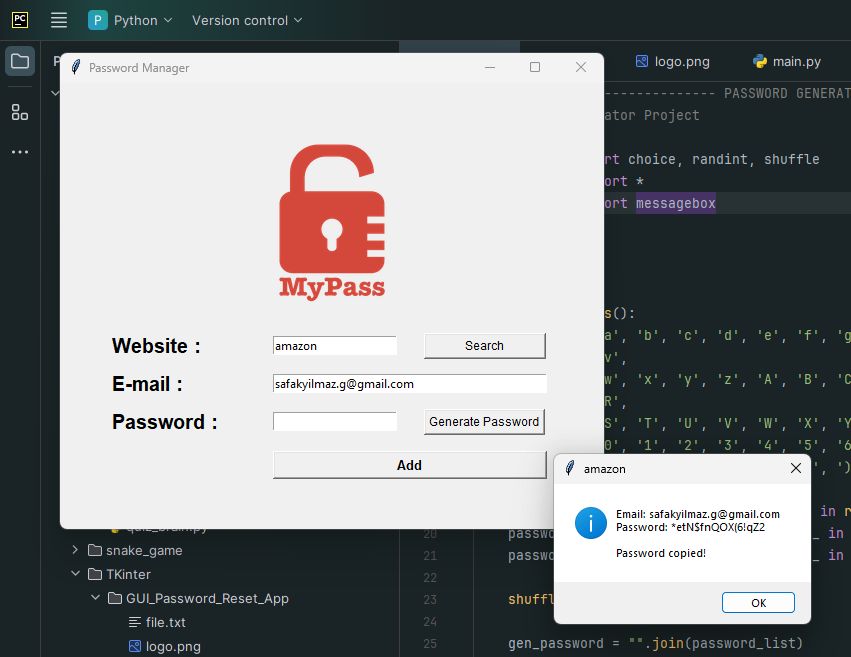 PC
P Python
Version control
Password Manager
logo.png
main.py
-------------- PASSWORD GENERAT
ator Project
rt choice, randint, shuffle
ort *
ort messagebox
MyPass
s():
a', 'b', 'c', 'd', 'e', 'f', 'g
v',
w', 'x', 'y', 'z', 'A', 'B', 'C
R',
S', 'T', 'U', 'V', 'W', 'X', 'Y
0', '1', '2', '3', '4', '5', '6
', ')
Website :
amazon
Search
E-mail :
safakyilmaz.g@gmail.com
Password :
Generate Password
Add
amazon
Email: safakyilmaz.g@gmail.com
Password: *etN$fnQOX(6!qZ2
Password copied!
OK
in r
20 passwo _ in
21 passwo _ in
22
23 shuffl
24
25 gen_password = "".join(password_list)
quiz_brain.py
snake_game
TKinter
GUI_Password_Reset_App
file.txt
logo.png